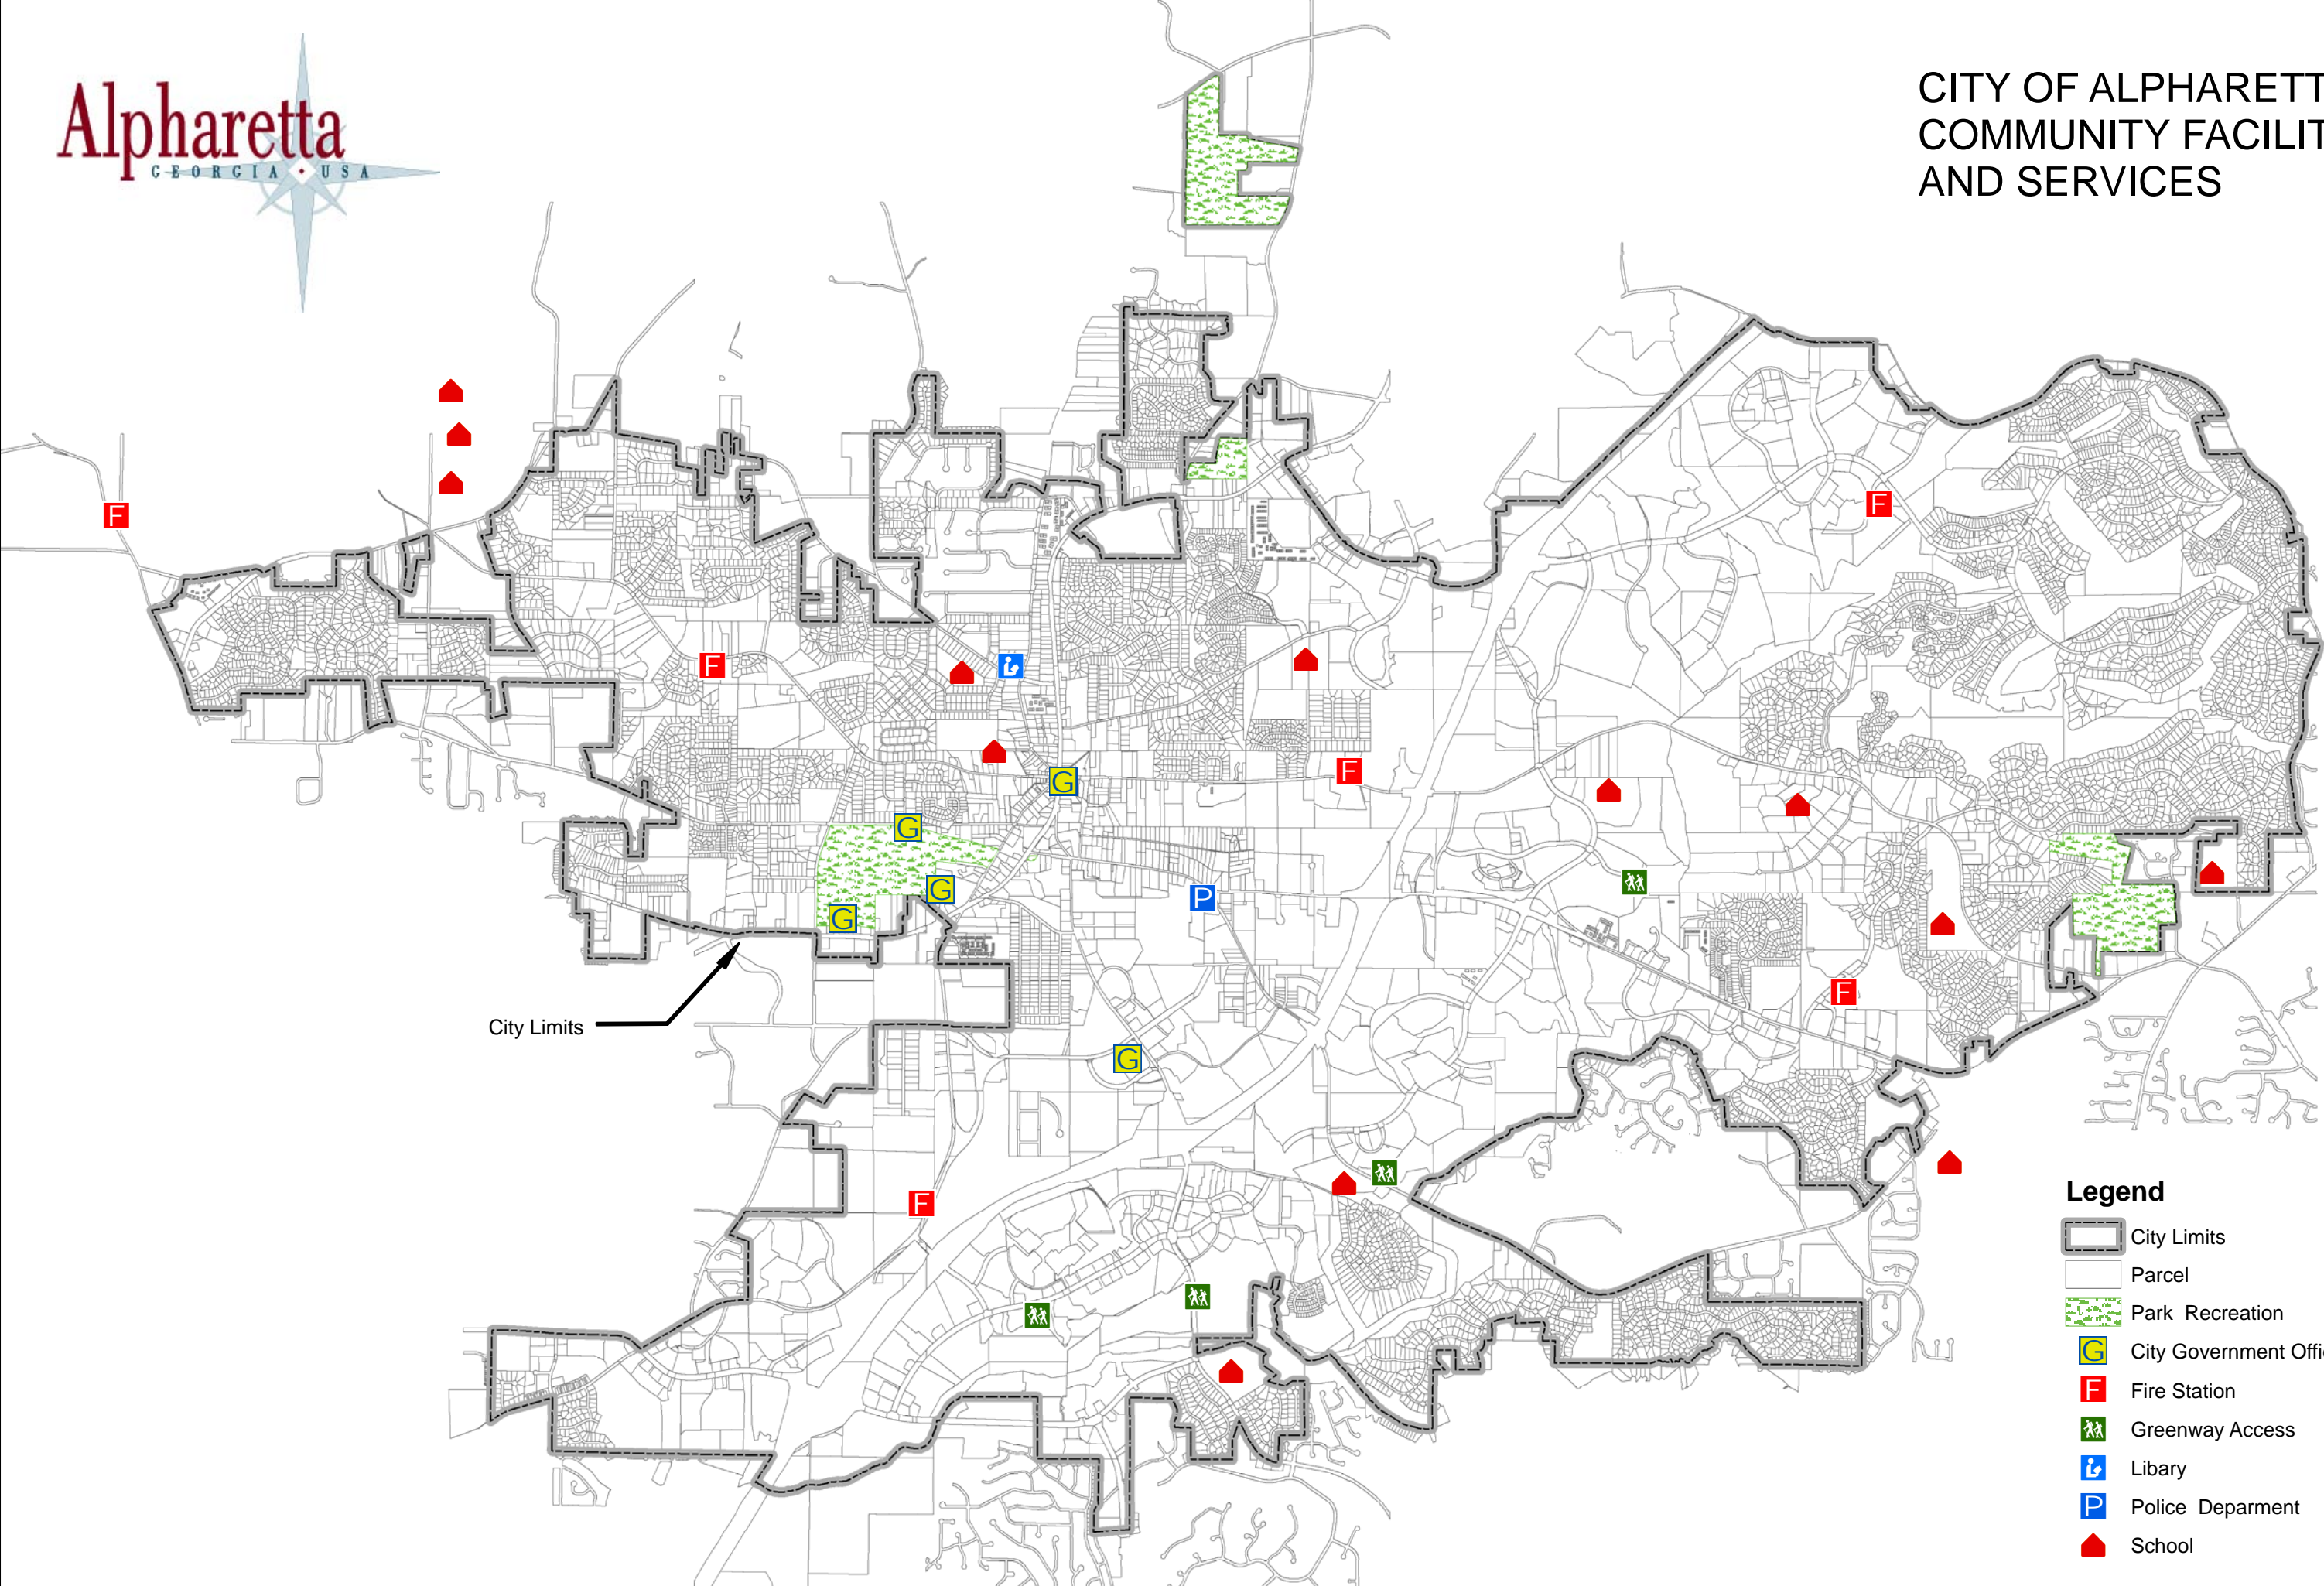 Alpharetta
GEORGIA USA
CITY OF ALPHARETT
COMMUNITY FACILIT
AND SERVICES
F
F
F
F
G
G
G
P
G
F
City Limits
G
F
Legend
City Limits
Parcel
Park Recreation
G City Government Offi
F Fire Station
Greenway Access
Libary
P Police Deparment
School